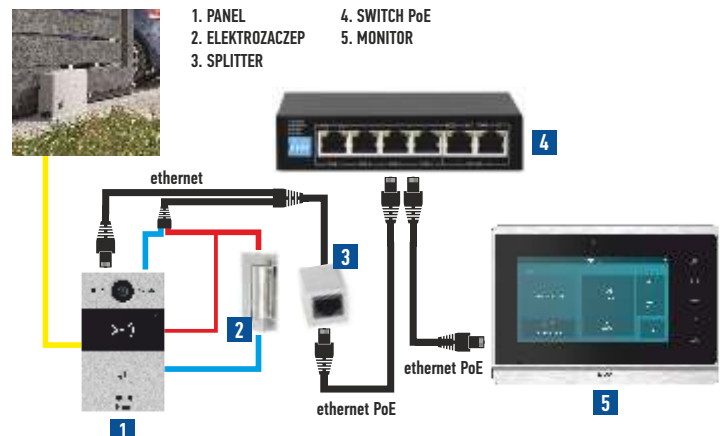 1. PANEL
2. ELEKTROZACZEP
3. SPLITTER
4. SWITCH PoE
5. MONITOR
4
ethernet
3
2
ethernet PoE
ethernet PoE
1
5